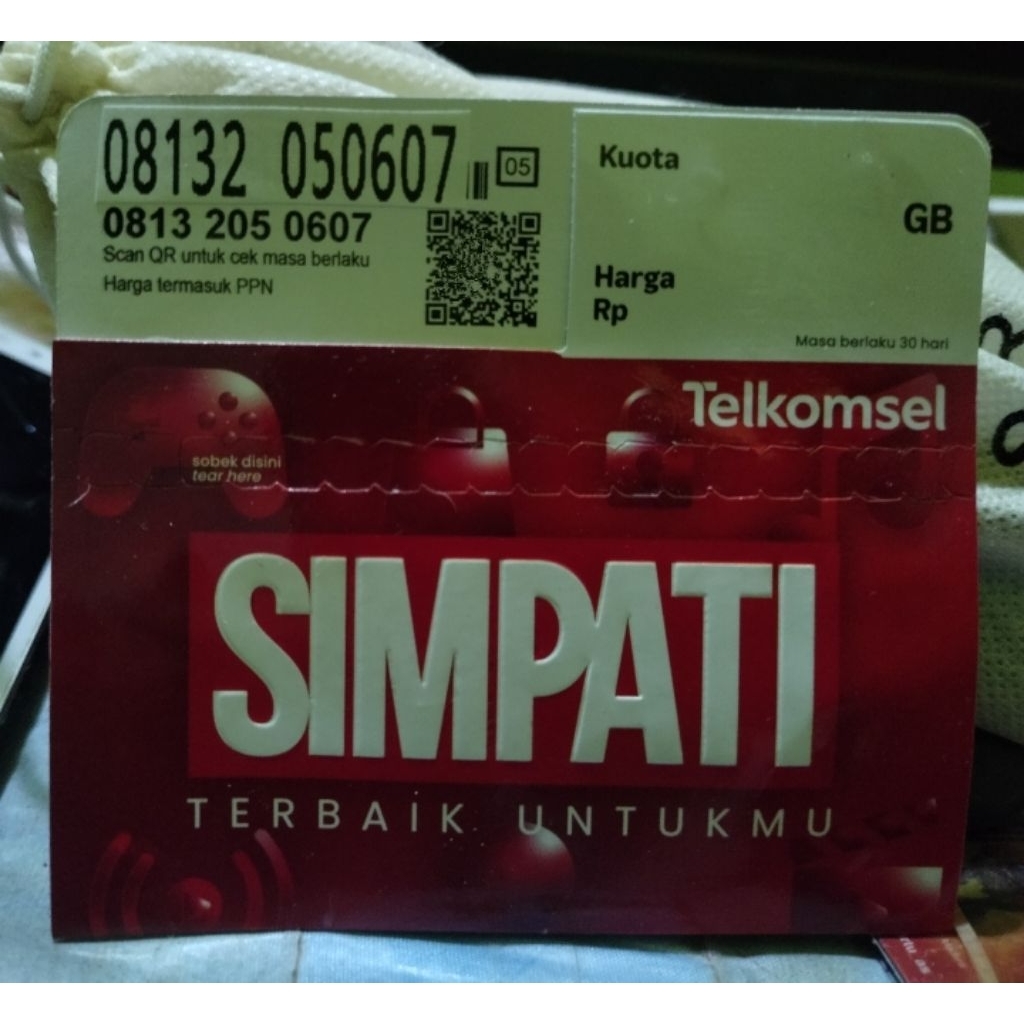 08132 050607
05
0813 205 0607
Scan QR untuk cek masa berlaku
Harga termasuk PPN
Kuota
GB
Harga
Rp
Masa berlaku 30 hari
Telkomsel
sobek disini
tear here
SIMPATI
TERBAIK UNTUKMU